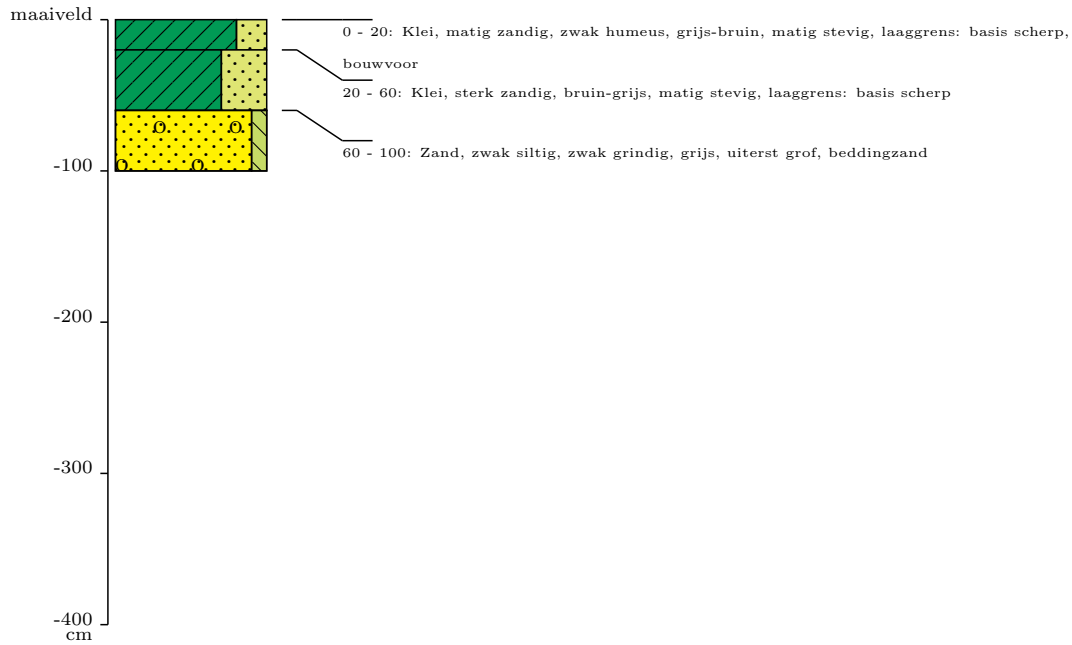 maaiveld
0 - 20: Klei, matig zandig, zwak humeus, grijs-bruin, matig stevig, laaggrens: basis scherp,
bouwvoor
20 - 60: Klei, sterk zandig, bruin-grijs, matig stevig, laaggrens: basis scherp
60 - 100: Zand, zwak siltig, zwak grindig, grijs, uiterst grof, beddingzand
-100
-200
-300
-400
cm